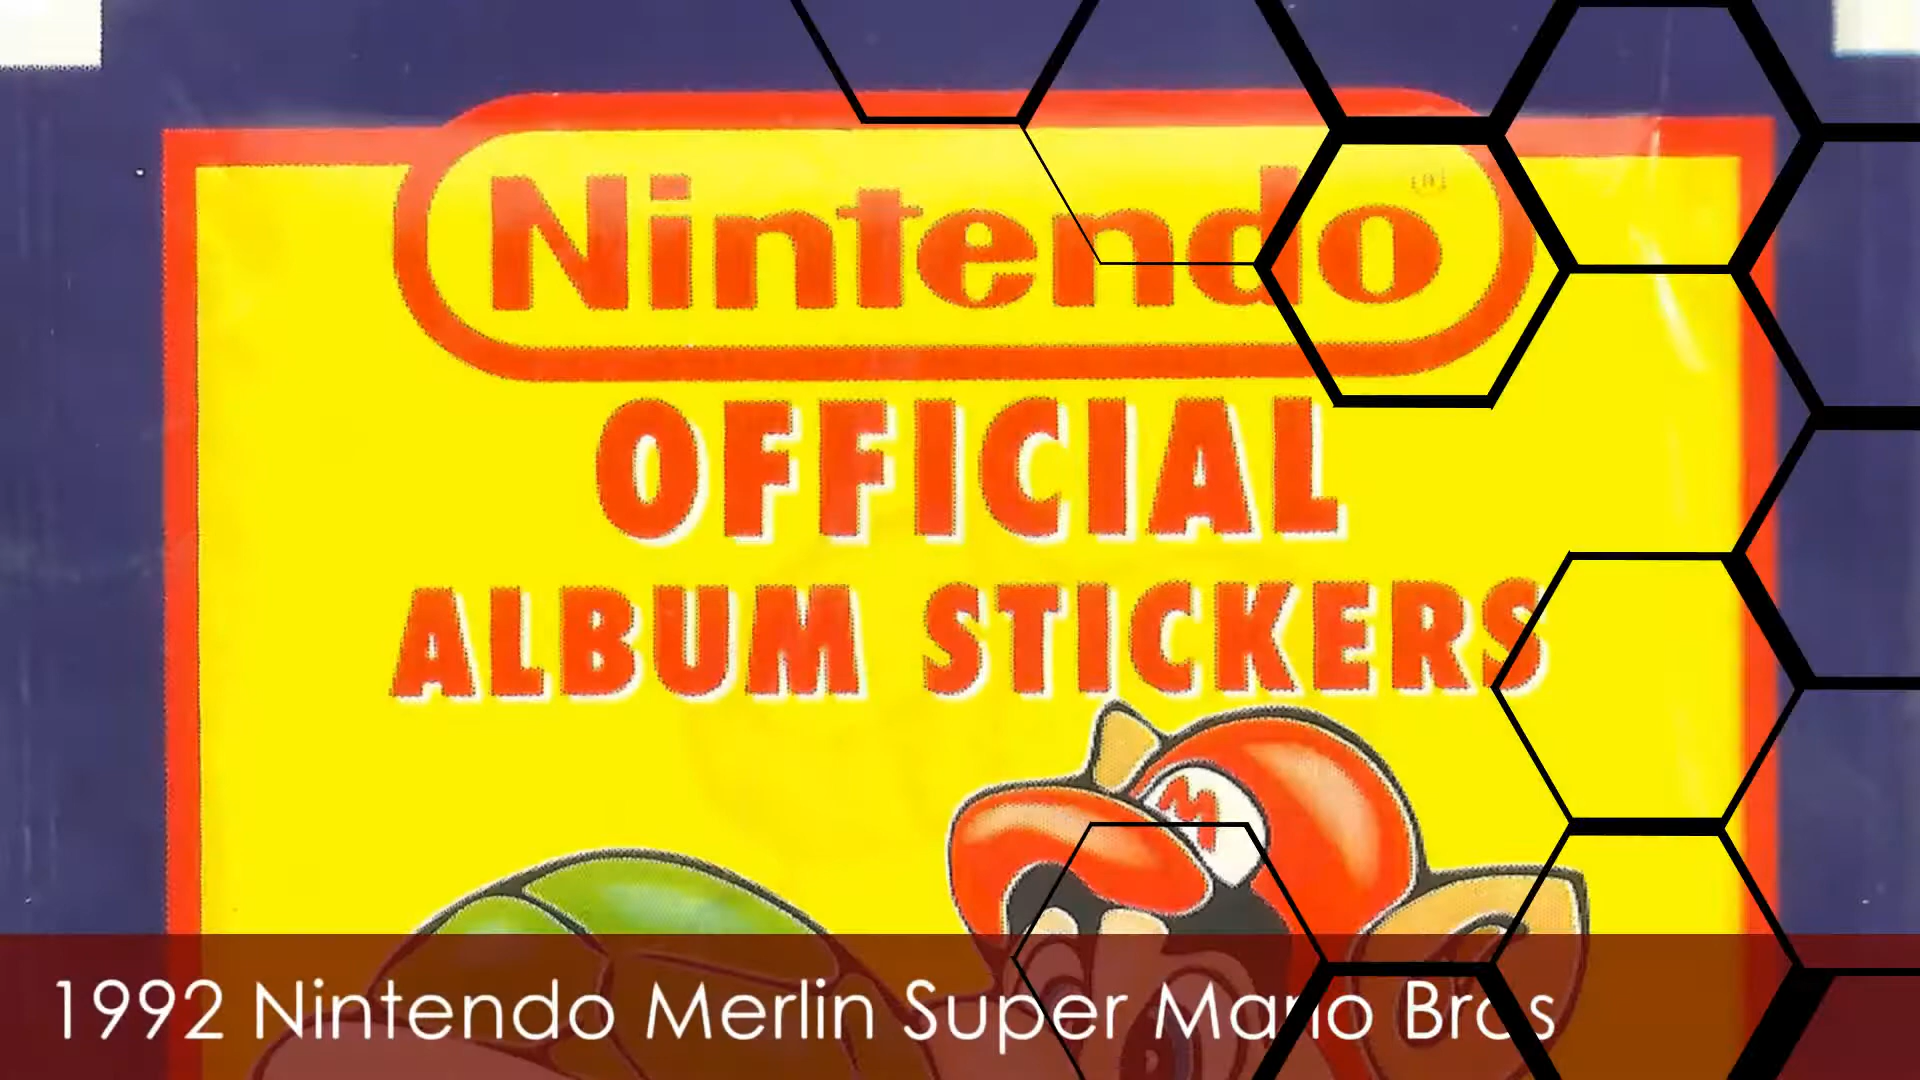 Nintendo®
OFFICIAL
ALBUM STICKERS
M
1992 Nintendo Merlin Super Mario Bros